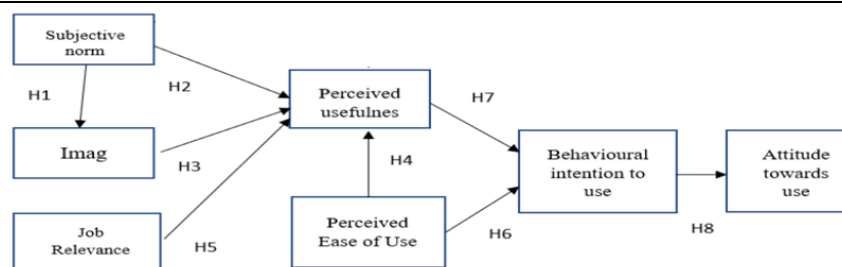 Subjective
norm
H1
H2
Perceived
usefulnes
H7
Imag
H3
H4
Behavioural
intention to
use
Attitude
towards
use
Job
Relevance
H5
Perceived
Ease of Use
H6
H8